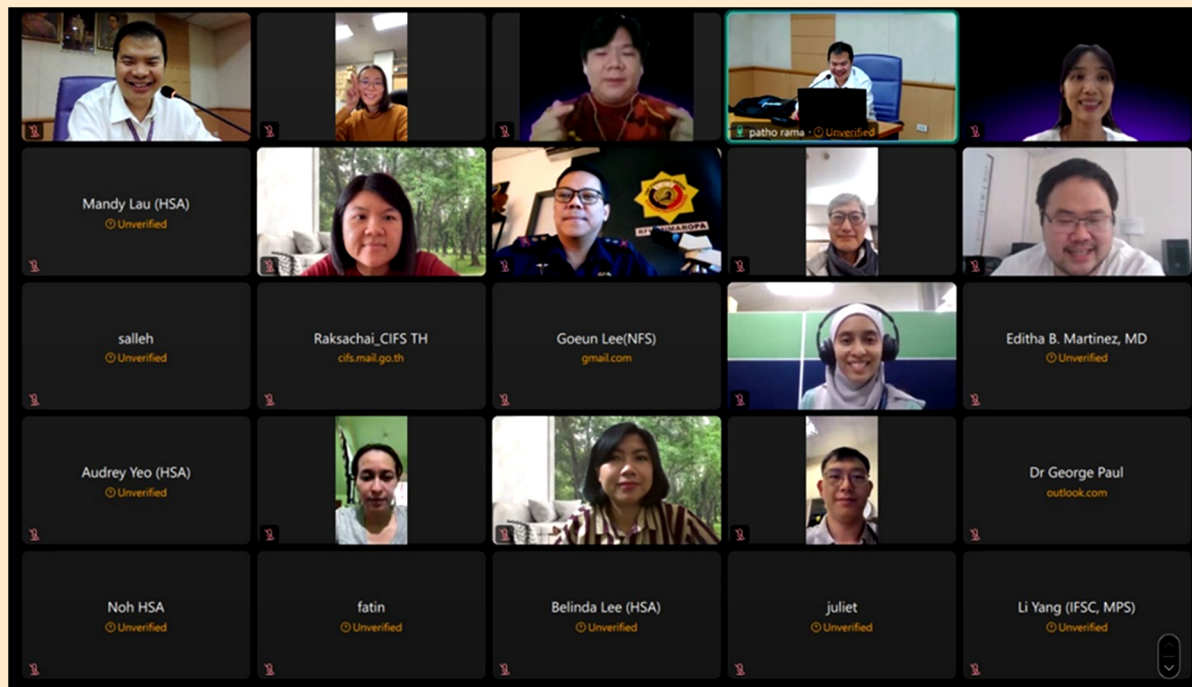 patho rama · Unverified
Mandy Lau (HSA)
Unverified
salleh
Unverified
Raksachai_CIFS TH
cifs.mail.go.th
Goeun Lee(NFS)
gmail.com
Editha B. Martinez, MD
Unverified
Audrey Yeo (HSA)
Unverified
Dr George Paul
outlook.com
Noh HSA
Unverified
fatin
Unverified
Belinda Lee (HSA)
Unverified
juliet
Unverified
Li Yang (IFSC, MPS)
Unverified